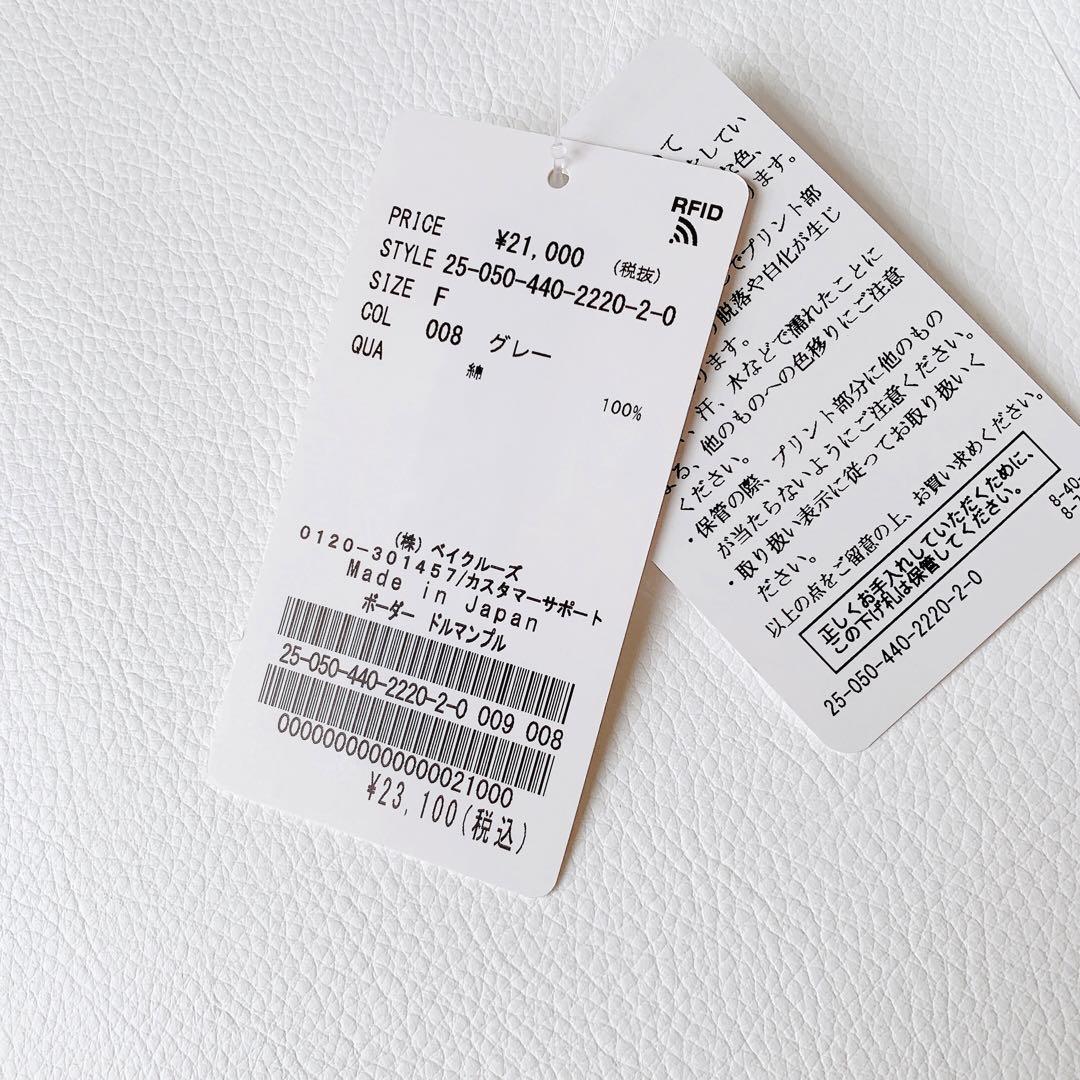 RFID
PRICE ¥21,000 (税抜)
STYLE 25-050-440-2220-2-0
SIZE F
COL 008 グレー
QUA 綿
100%
(株)ベイクルーズ
0120-301457/カスタマーサポート
Made in Japan
ボーダー ドルマンプル
25-050-440-2220-2-0 009 008
0000000000000021000
¥23,100(税込)
て
してい
色、
ます。
でプリント部
脱落や白化が生じ
ります。
、汗、水などで濡れたことに
る、他のものへの色移りにご注意
ください。
・保管の際、プリント部分に他のもの
が当たらないようにご注意ください。
・取り扱い表示に従ってお取り扱いく
ださい。
以上の点をご留意の上、お買い求めください。
正しくお手入れしていただくために、
この下げ札は保管してください。
25-050-440-2220-2-0
8-40-